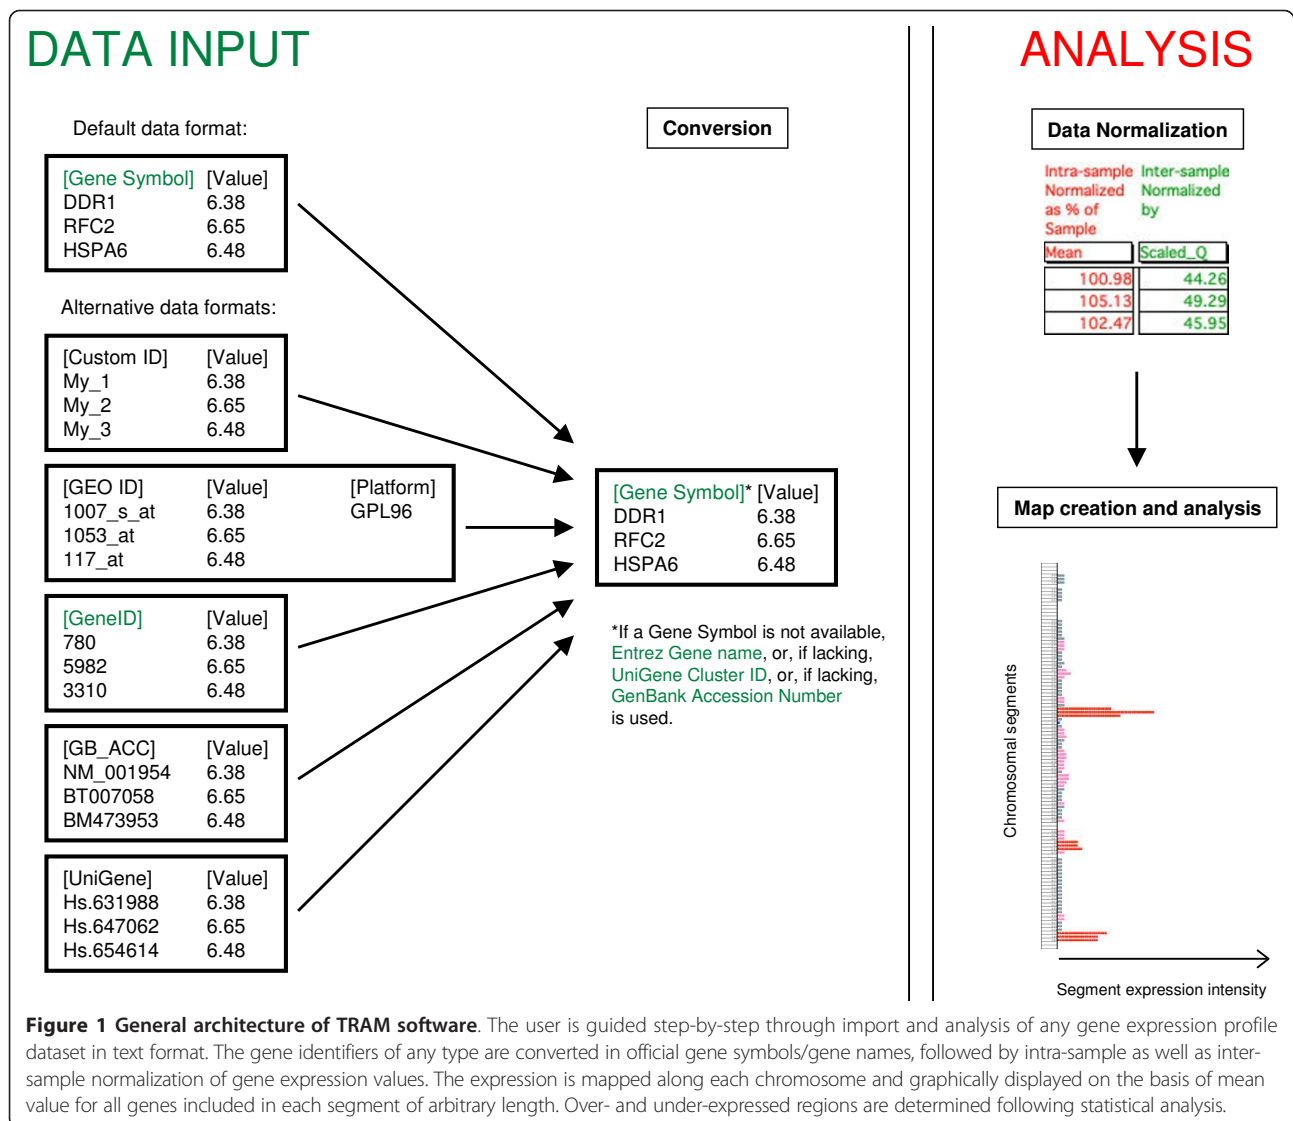 DATA INPUT
Default data format:
[Gene Symbol] [Value]
DDR1 6.38
RFC2 6.65
HSPA6 6.48
Alternative data formats:
[Custom ID] [Value]
My_1 6.38
My_2 6.65
My_3 6.48
[GEO ID] [Value] [Platform]
1007_s_at 6.38 GPL96
1053_at 6.65
117_at 6.48
[GeneID] [Value]
780 6.38
5982 6.65
3310 6.48
[GB_ACC] [Value]
NM_001954 6.38
BT007058 6.65
BM473953 6.48
[UniGene] [Value]
Hs.631988 6.38
Hs.647062 6.65
Hs.654614 6.48
Conversion
[Gene Symbol]* [Value]
DDR1 6.38
RFC2 6.65
HSPA6 6.48
*If a Gene Symbol is not available,
Entrez Gene name, or, if lacking,
UniGene Cluster ID, or, if lacking,
GenBank Accession Number
is used.
ANALYSIS
Data Normalization
Intra-sample Inter-sample
Normalized Normalized
as % of by
Sample
Mean Scaled_Q
100.98 44.26
105.13 49.29
102.47 45.95
Map creation and analysis
Chromosomal segments
Segment expression intensity
Figure 1 General architecture of TRAM software. The user is guided step-by-step through import and analysis of any gene expression profile
dataset in text format. The gene identifiers of any type are converted in official gene symbols/gene names, followed by intra-sample as well as inter-
sample normalization of gene expression values. The expression is mapped along each chromosome and graphically displayed on the basis of mean
value for all genes included in each segment of arbitrary length. Over- and under-expressed regions are determined following statistical analysis.